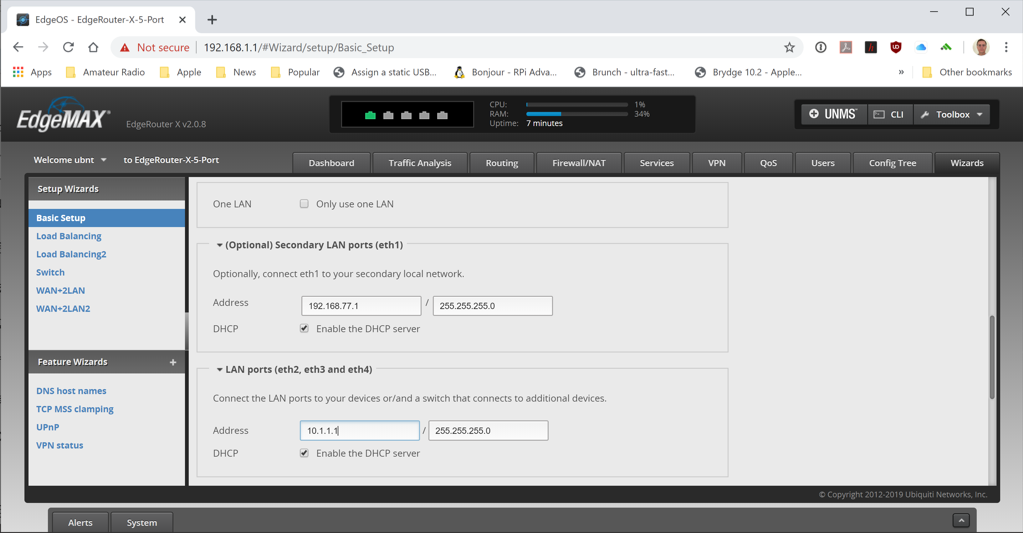 EdgeOS - EdgeRouter-X-5-Port
Not secure 192.168.1.1/#Wizard/setup/Basic_Setup
Apps Amateur Radio Apple News Popular Assign a static USB... Bonjour - RPi Adva... Brunch - ultra-fast... Brydge 10.2 - Apple... » Other bookmarks
EdgeMAX EdgeRouter X v2.0.8
CPU: 1%
RAM: 34%
Uptime: 7 minutes
UNMS CLI Toolbox
Welcome ubnt to EdgeRouter-X-5-Port
Dashboard Traffic Analysis Routing Firewall/NAT Services VPN QoS Users Config Tree Wizards
Setup Wizards
Basic Setup
Load Balancing
Load Balancing2
Switch
WAN+2LAN
WAN+2LAN2
Feature Wizards +
DNS host names
TCP MSS clamping
UPnP
VPN status
One LAN Only use one LAN
(Optional) Secondary LAN ports (eth1)
Optionally, connect eth1 to your secondary local network.
Address 192.168.77.1 / 255.255.255.0
DHCP Enable the DHCP server
LAN ports (eth2, eth3 and eth4)
Connect the LAN ports to your devices or/and a switch that connects to additional devices.
Address 10.1.1.1 / 255.255.255.0
DHCP Enable the DHCP server
© Copyright 2012-2019 Ubiquiti Networks, Inc.
Alerts System